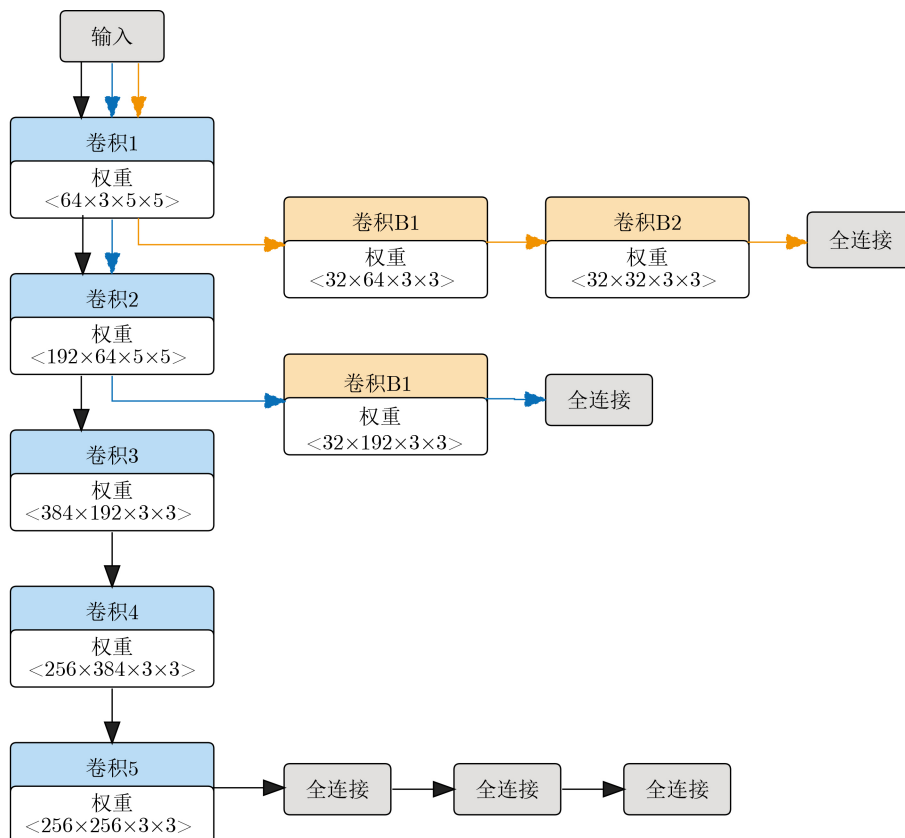 输入
卷积1
权重
<64×3×5×5>
卷积B1
权重
<32×64×3×3>
卷积B2
权重
<32×32×3×3>
全连接
卷积2
权重
<192×64×5×5>
卷积B1
权重
<32×192×3×3>
全连接
卷积3
权重
<384×192×3×3>
卷积4
权重
<256×384×3×3>
卷积5
权重
<256×256×3×3>
全连接
全连接
全连接